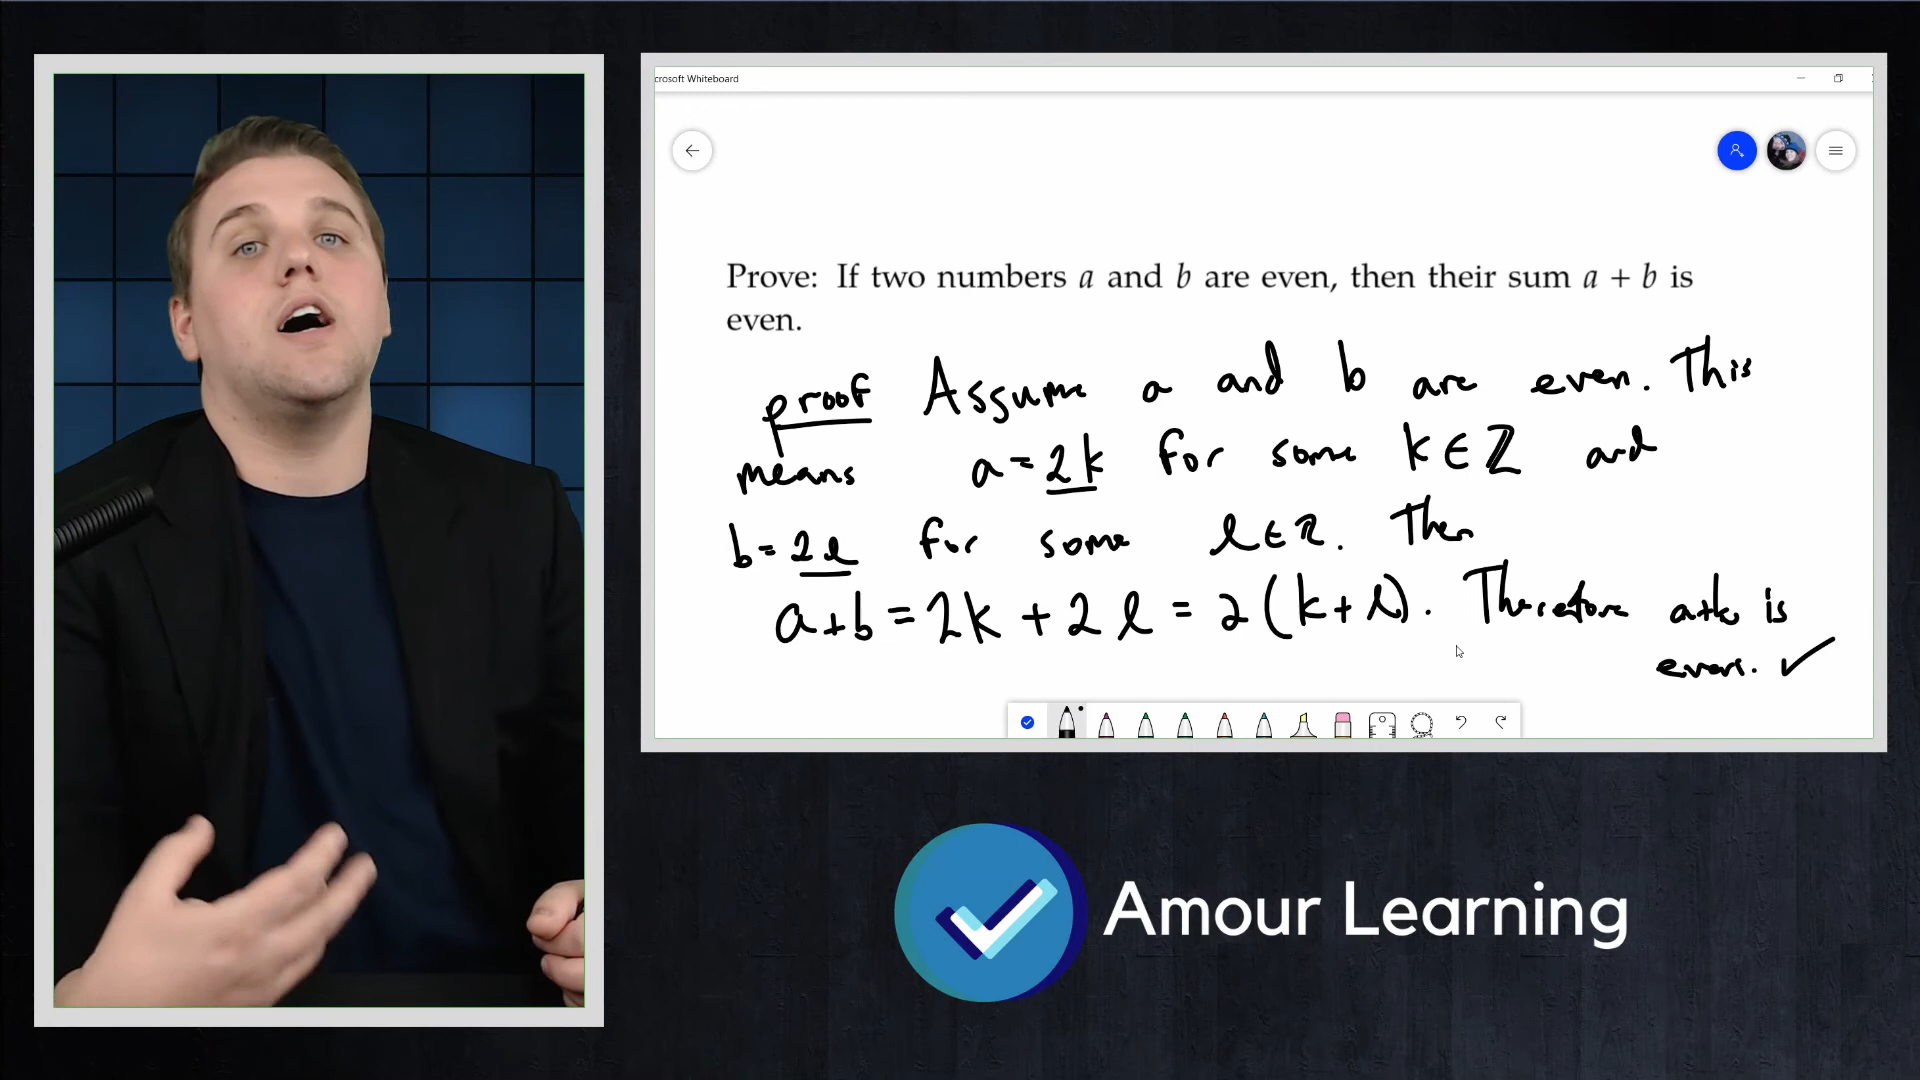 crosoft Whiteboard
Prove: If two numbers a and b are even, then their sum a + b is
even.
proof Assume a and b are even. This
means a = 2k for some k ∈ ℤ and
b = 2l for some l ∈ ℤ. Then
a+b = 2k + 2l = 2(k+l). Therefore a+b is
even. ✓
Amour Learning